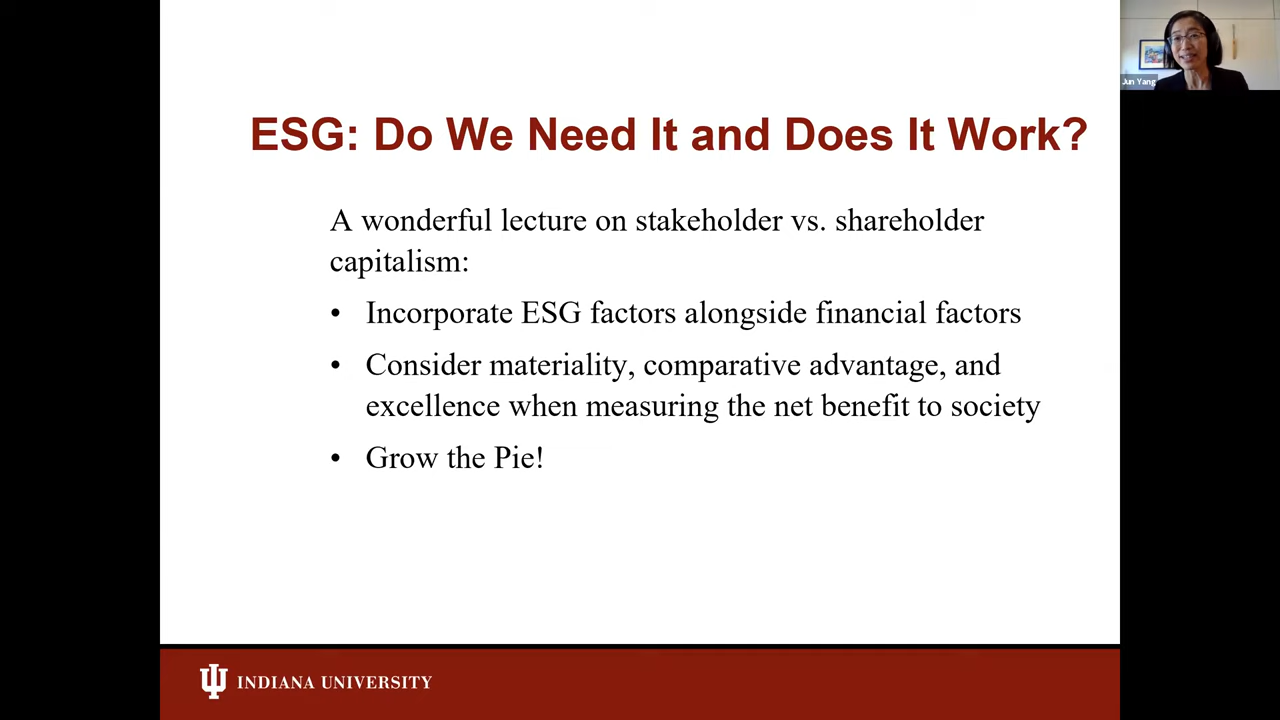 Jun Yang
ESG: Do We Need It and Does It Work?
A wonderful lecture on stakeholder vs. shareholder
capitalism:
• Incorporate ESG factors alongside financial factors
• Consider materiality, comparative advantage, and
excellence when measuring the net benefit to society
• Grow the Pie!
INDIANA UNIVERSITY